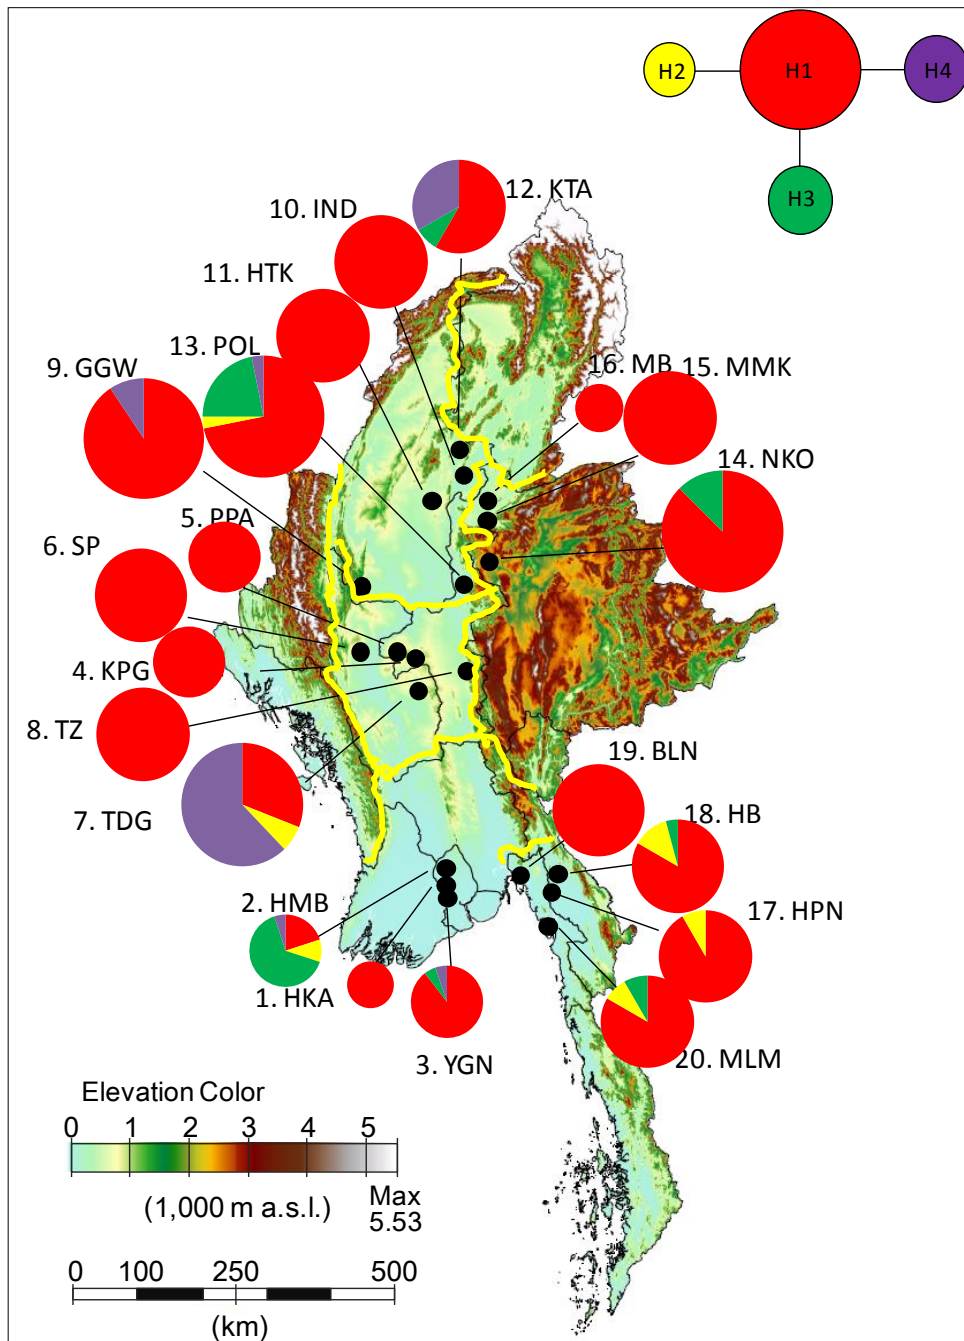 H2
H1
H4
H3
12. KTA
10. IND
11. HTK
13. POL
9. GGW
16. MB
15. MMK
14. NKO
5. PPA
6. SP
4. KPG
8. TZ
7. TDG
19. BLN
18. HB
17. HPN
2. HMB
1. HKA
3. YGN
20. MLM
Elevation Color
0 1 2 3 4 5
(1,000 m a.s.l.)
Max
5.53
0 100 250 500
(km)